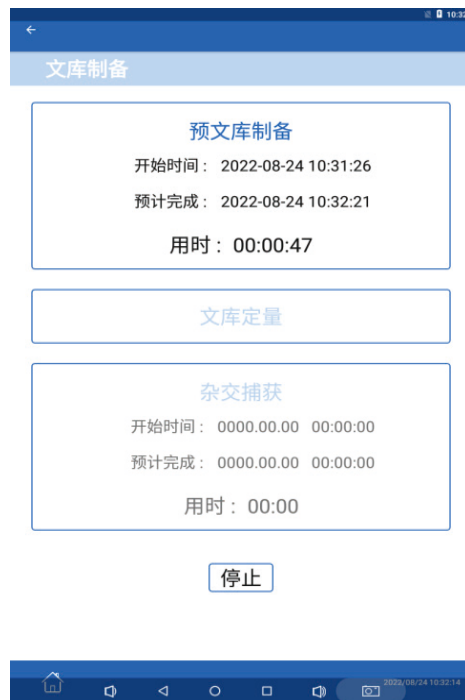 10:32
文库制备
预文库制备
开始时间： 2022-08-24 10:31:26
预计完成： 2022-08-24 10:32:21
用时： 00:00:47
文库定量
杂交捕获
开始时间： 0000.00.00 00:00:00
预计完成： 0000.00.00 00:00:00
用时： 00:00
停止
2022/08/24 10:32:14